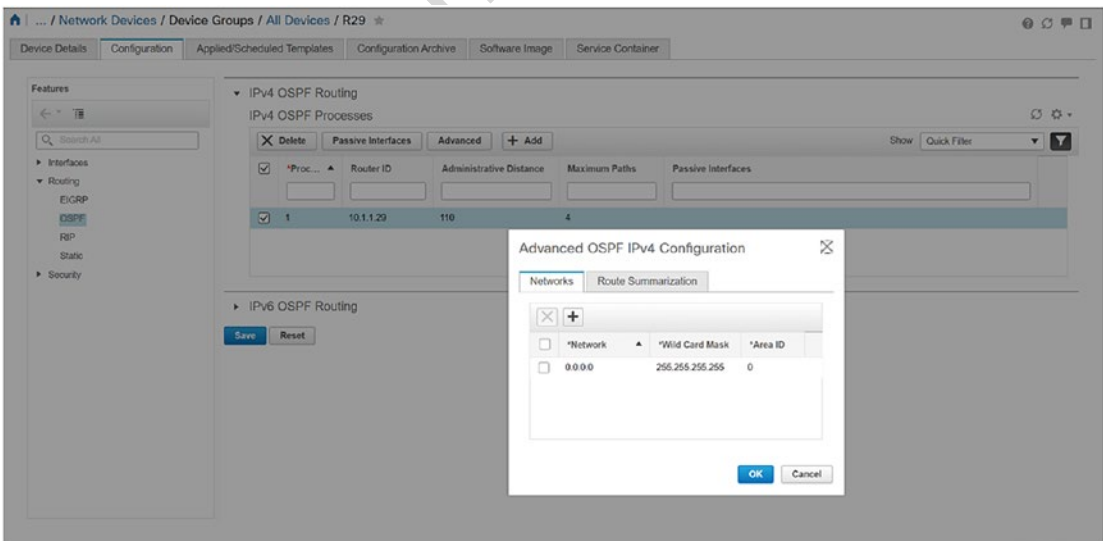 ... / Network Devices / Device Groups / All Devices / R29
Device Details Configuration Applied/Scheduled Templates Configuration Archive Software Image Service Container
Features
Search All
Interfaces
Routing
EIGRP
OSPF
RIP
Static
Security
IPv4 OSPF Routing
IPv4 OSPF Processes
Delete Passive Interfaces Advanced + Add Show Quick Filter
*Proc... Router ID Administrative Distance Maximum Paths Passive Interfaces
1 10.1.1.29 110 4
IPv6 OSPF Routing
Save Reset
Advanced OSPF IPv4 Configuration
Networks Route Summarization
*Network *Wild Card Mask *Area ID
0.0.0.0 255.255.255.255 0
OK Cancel